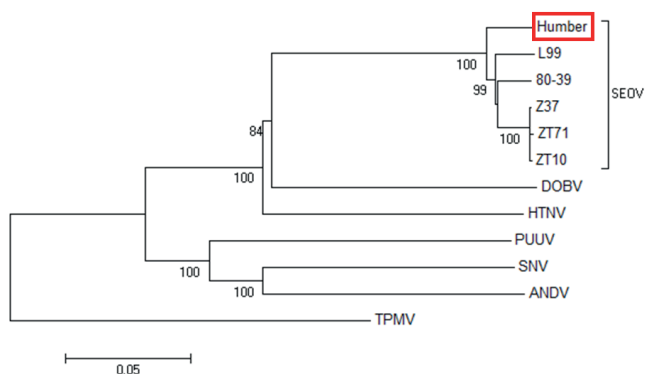 Humber
L99
100
80-39
99
SEOV
Z37
84
100
ZT71
ZT10
100
DOBV
HTNV
PUUV
100
SNV
100
ANDV
TPMV
0.05